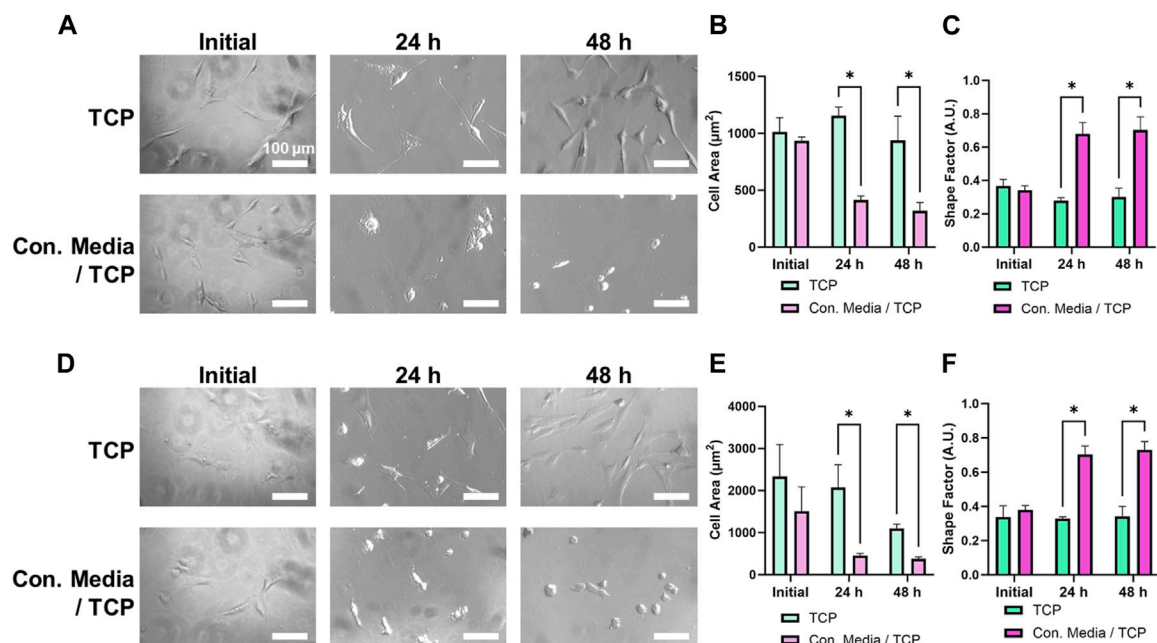 A
Initial
24 h
48 h
TCP
100 µm
Con. Media
/ TCP
B
Cell Area (µm²)
1500
1000
500
0
*
*
Initial
24 h
48 h
TCP
Con. Media / TCP
C
Shape Factor (A.U.)
1.0
0.8
0.6
0.4
0.2
0.0
*
*
Initial
24 h
48 h
TCP
Con. Media / TCP
D
Initial
24 h
48 h
TCP
Con. Media
/ TCP
E
Cell Area (µm²)
4000
3000
2000
1000
0
*
*
Initial
24 h
48 h
TCP
Con. Media / TCP
F
Shape Factor (A.U.)
1.0
0.8
0.6
0.4
0.2
0.0
*
*
Initial
24 h
48 h
TCP
Con. Media / TCP